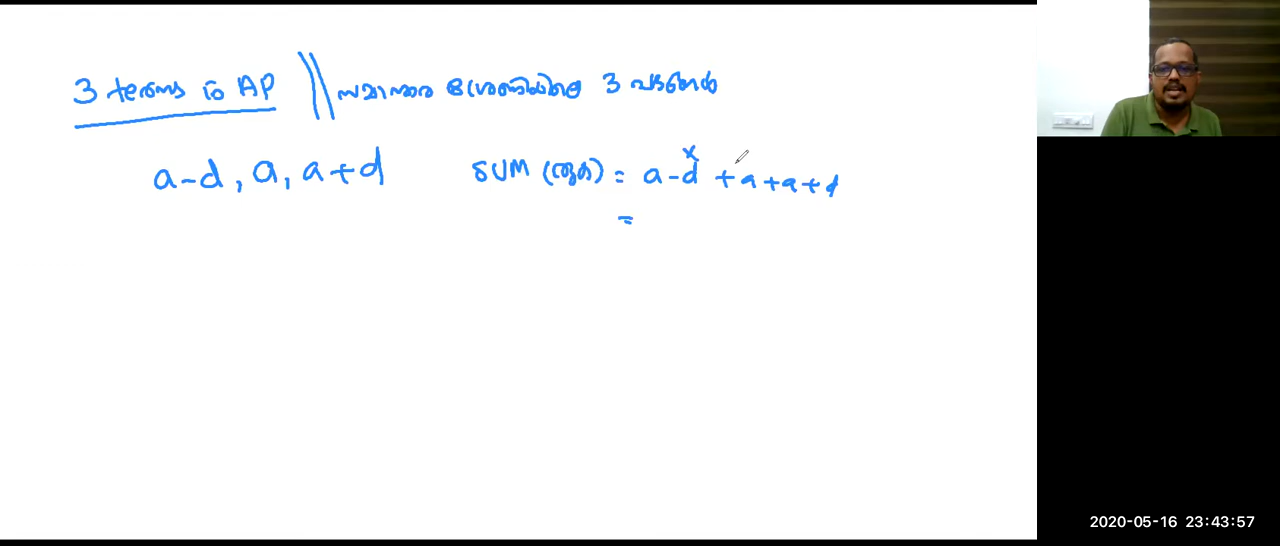 3 terms in AP || സമാന്തര ശ്രേണിയിലെ 3 പദങ്ങൾ
a-d, a, a+d SUM (തുക) = a-d + a + a + d
=
2020-05-16 23:43:57